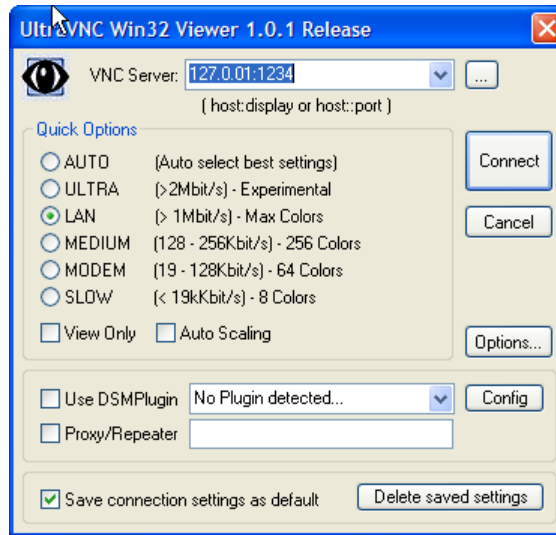 UltraVNC Win32 Viewer 1.0.1 Release
VNC Server: 127.0.01:1234 ...
( host:display or host::port )
Quick Options
AUTO (Auto select best settings)
ULTRA (>2Mbit/s) - Experimental
LAN (> 1Mbit/s) - Max Colors
MEDIUM (128 - 256Kbit/s) - 256 Colors
MODEM (19 - 128Kbit/s) - 64 Colors
SLOW (< 19kKbit/s) - 8 Colors
View Only Auto Scaling
Connect
Cancel
Options...
Use DSMPlugin No Plugin detected... Config
Proxy/Repeater
Save connection settings as default Delete saved settings